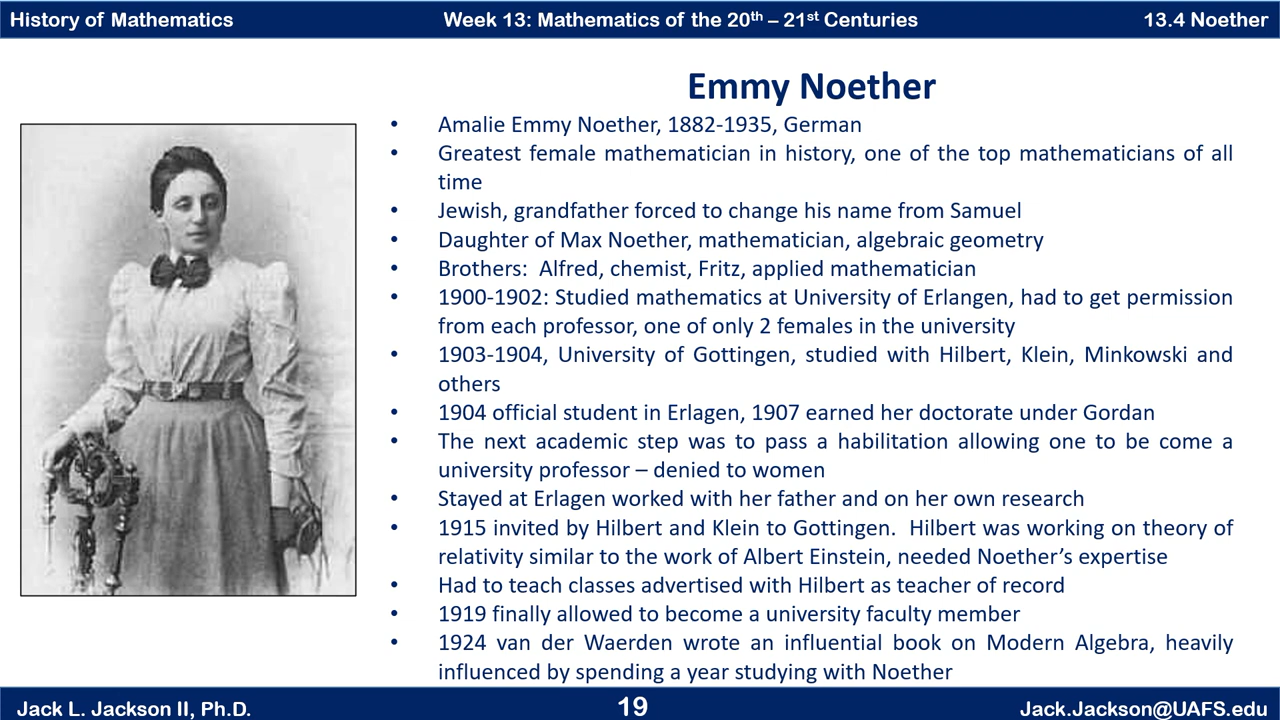 History of Mathematics
Week 13: Mathematics of the 20th – 21st Centuries
13.4 Noether
Emmy Noether
• Amalie Emmy Noether, 1882-1935, German
• Greatest female mathematician in history, one of the top mathematicians of all
time
• Jewish, grandfather forced to change his name from Samuel
• Daughter of Max Noether, mathematician, algebraic geometry
• Brothers: Alfred, chemist, Fritz, applied mathematician
• 1900-1902: Studied mathematics at University of Erlangen, had to get permission
from each professor, one of only 2 females in the university
• 1903-1904, University of Gottingen, studied with Hilbert, Klein, Minkowski and
others
• 1904 official student in Erlagen, 1907 earned her doctorate under Gordan
• The next academic step was to pass a habilitation allowing one to be come a
university professor – denied to women
• Stayed at Erlagen worked with her father and on her own research
• 1915 invited by Hilbert and Klein to Gottingen. Hilbert was working on theory of
relativity similar to the work of Albert Einstein, needed Noether's expertise
• Had to teach classes advertised with Hilbert as teacher of record
• 1919 finally allowed to become a university faculty member
• 1924 van der Waerden wrote an influential book on Modern Algebra, heavily
influenced by spending a year studying with Noether
Jack L. Jackson II, Ph.D.
19
Jack.Jackson@UAFS.edu